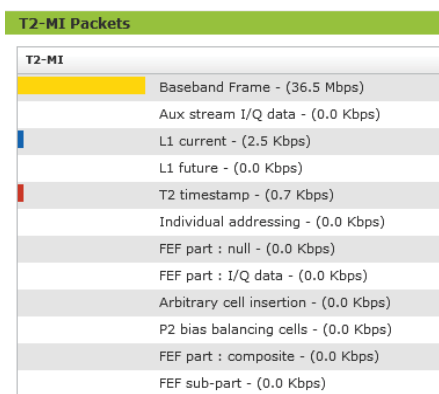 T2-MI Packets
T2-MI
Baseband Frame - (36.5 Mbps)
Aux stream I/Q data - (0.0 Kbps)
L1 current - (2.5 Kbps)
L1 future - (0.0 Kbps)
T2 timestamp - (0.7 Kbps)
Individual addressing - (0.0 Kbps)
FEF part : null - (0.0 Kbps)
FEF part : I/Q data - (0.0 Kbps)
Arbitrary cell insertion - (0.0 Kbps)
P2 bias balancing cells - (0.0 Kbps)
FEF part : composite - (0.0 Kbps)
FEF sub-part - (0.0 Kbps)